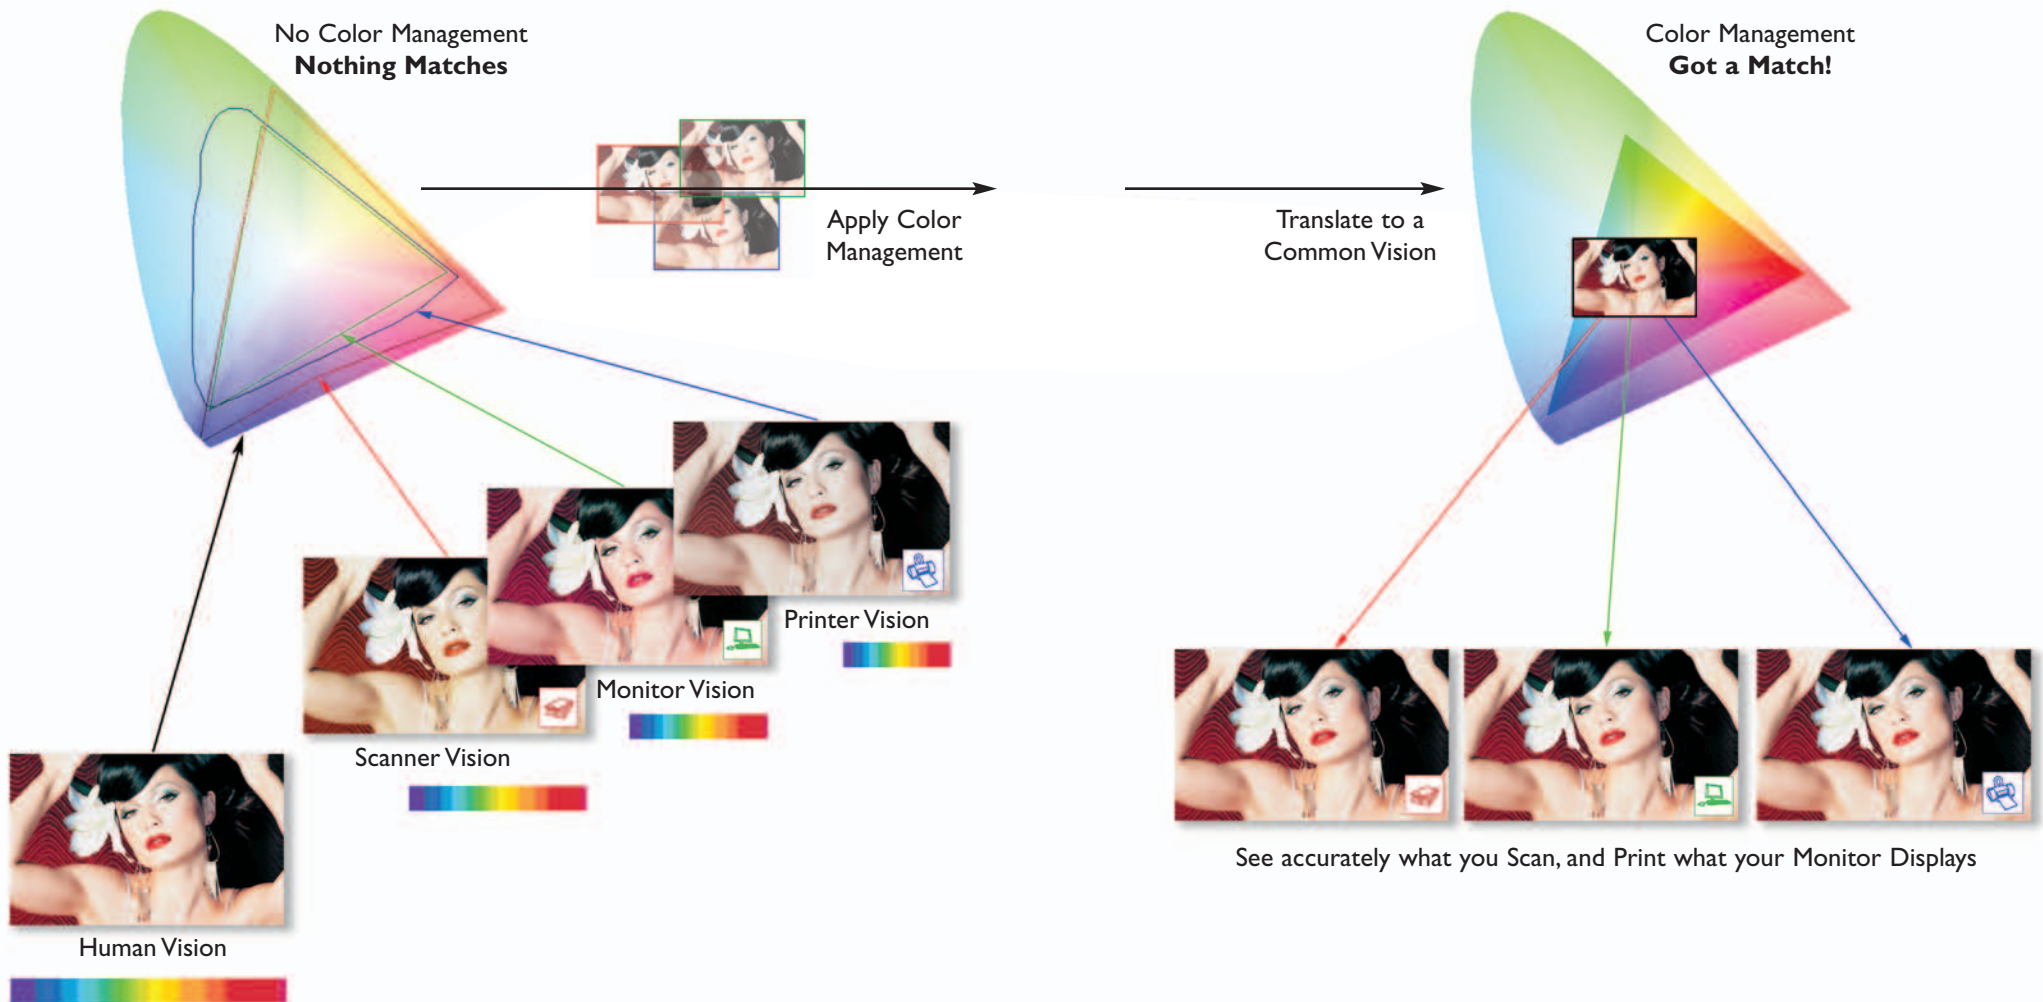 No Color Management
Nothing Matches
Apply Color
Management
Translate to a
Common Vision
Color Management
Got a Match!
Printer Vision
Monitor Vision
Scanner Vision
Human Vision
See accurately what you Scan, and Print what your Monitor Displays